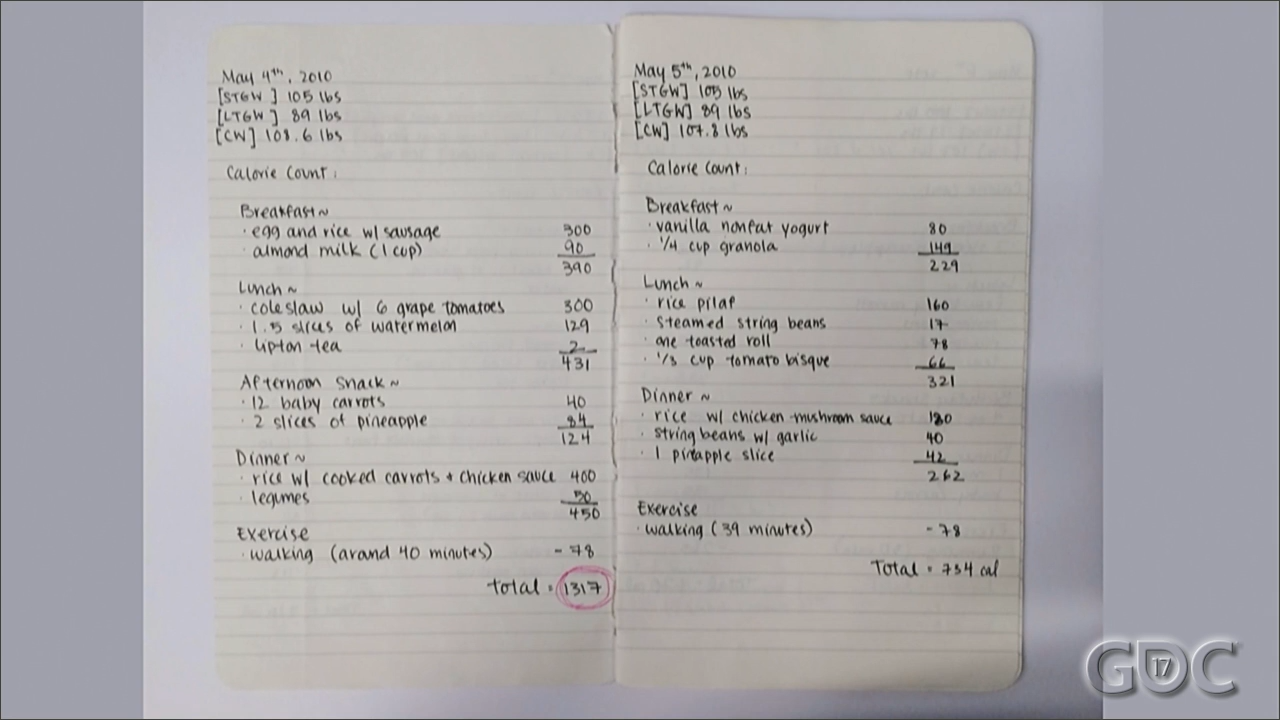 May 4th, 2010
[STGW ] 105 lbs
[LTGW ] 89 lbs
[CW] 108.6 lbs
Calorie Count:
Breakfast ~
· egg and rice w/ sausage 300
· almond milk (1 cup) 90
390
Lunch ~
· coleslaw w/ 6 grape tomatoes 300
· 1.5 slices of watermelon 129
· Lipton tea 2
431
Afternoon Snack ~
· 12 baby carrots 40
· 2 slices of pineapple 84
124
Dinner ~
· rice w/ cooked carrots + chicken sauce 400
· legumes 50
450
Exercise
· walking (around 40 minutes) - 78
Total = 1317
May 5th, 2010
[STGW] 105 lbs
[LTGW] 89 lbs
[CW] 107.8 lbs
Calorie Count:
Breakfast ~
· vanilla nonfat yogurt 80
· 1/4 cup granola 149
229
Lunch ~
· rice pilaf 160
· steamed string beans 17
· one toasted roll 78
· 1/3 cup tomato bisque 66
321
Dinner ~
· rice w/ chicken-mushroom sauce 180
· string beans w/ garlic 40
· 1 pineapple slice 42
262
Exercise
· walking (39 minutes) - 78
Total = 734 cal
GDC 17